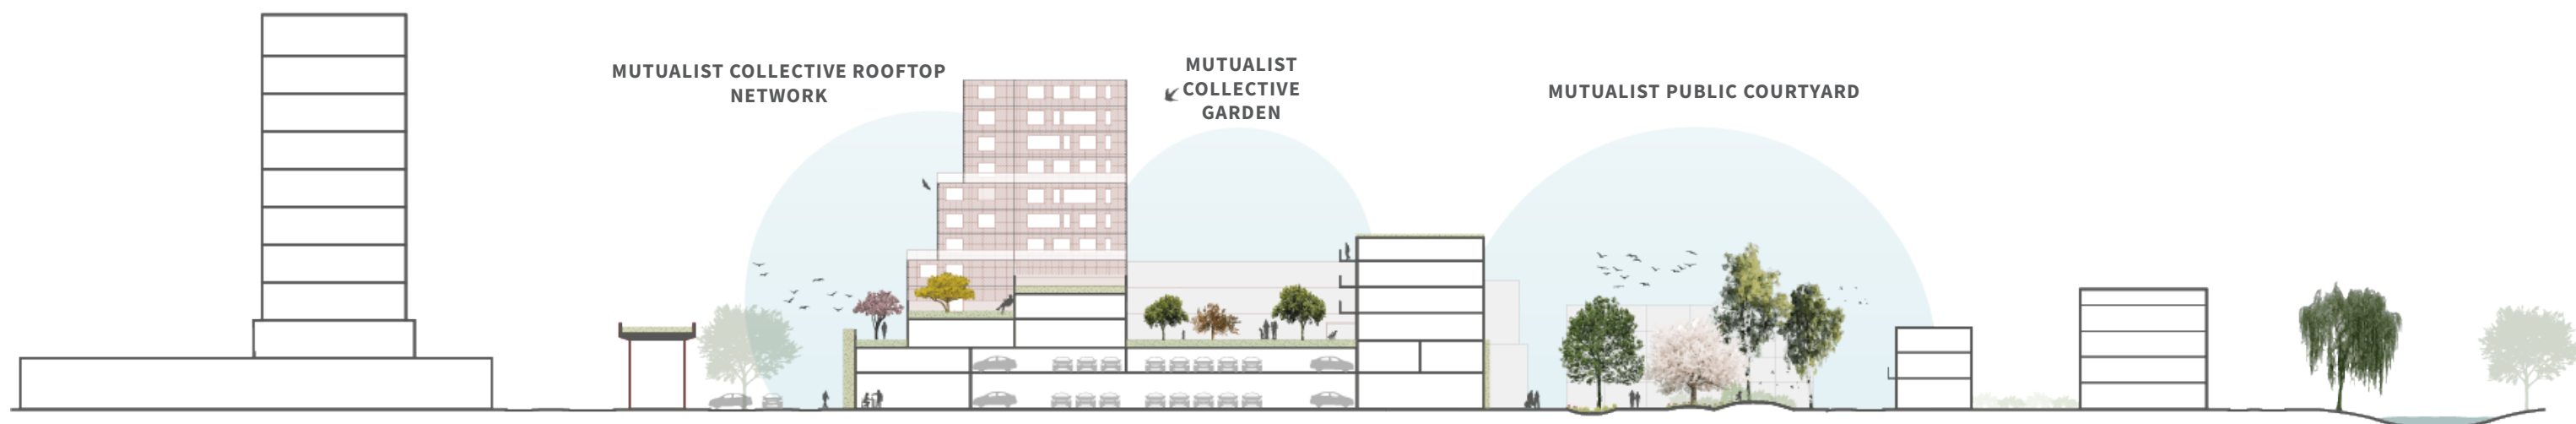 MUTUALIST COLLECTIVE ROOFTOP
NETWORK
MUTUALIST
COLLECTIVE
GARDEN
MUTUALIST PUBLIC COURTYARD